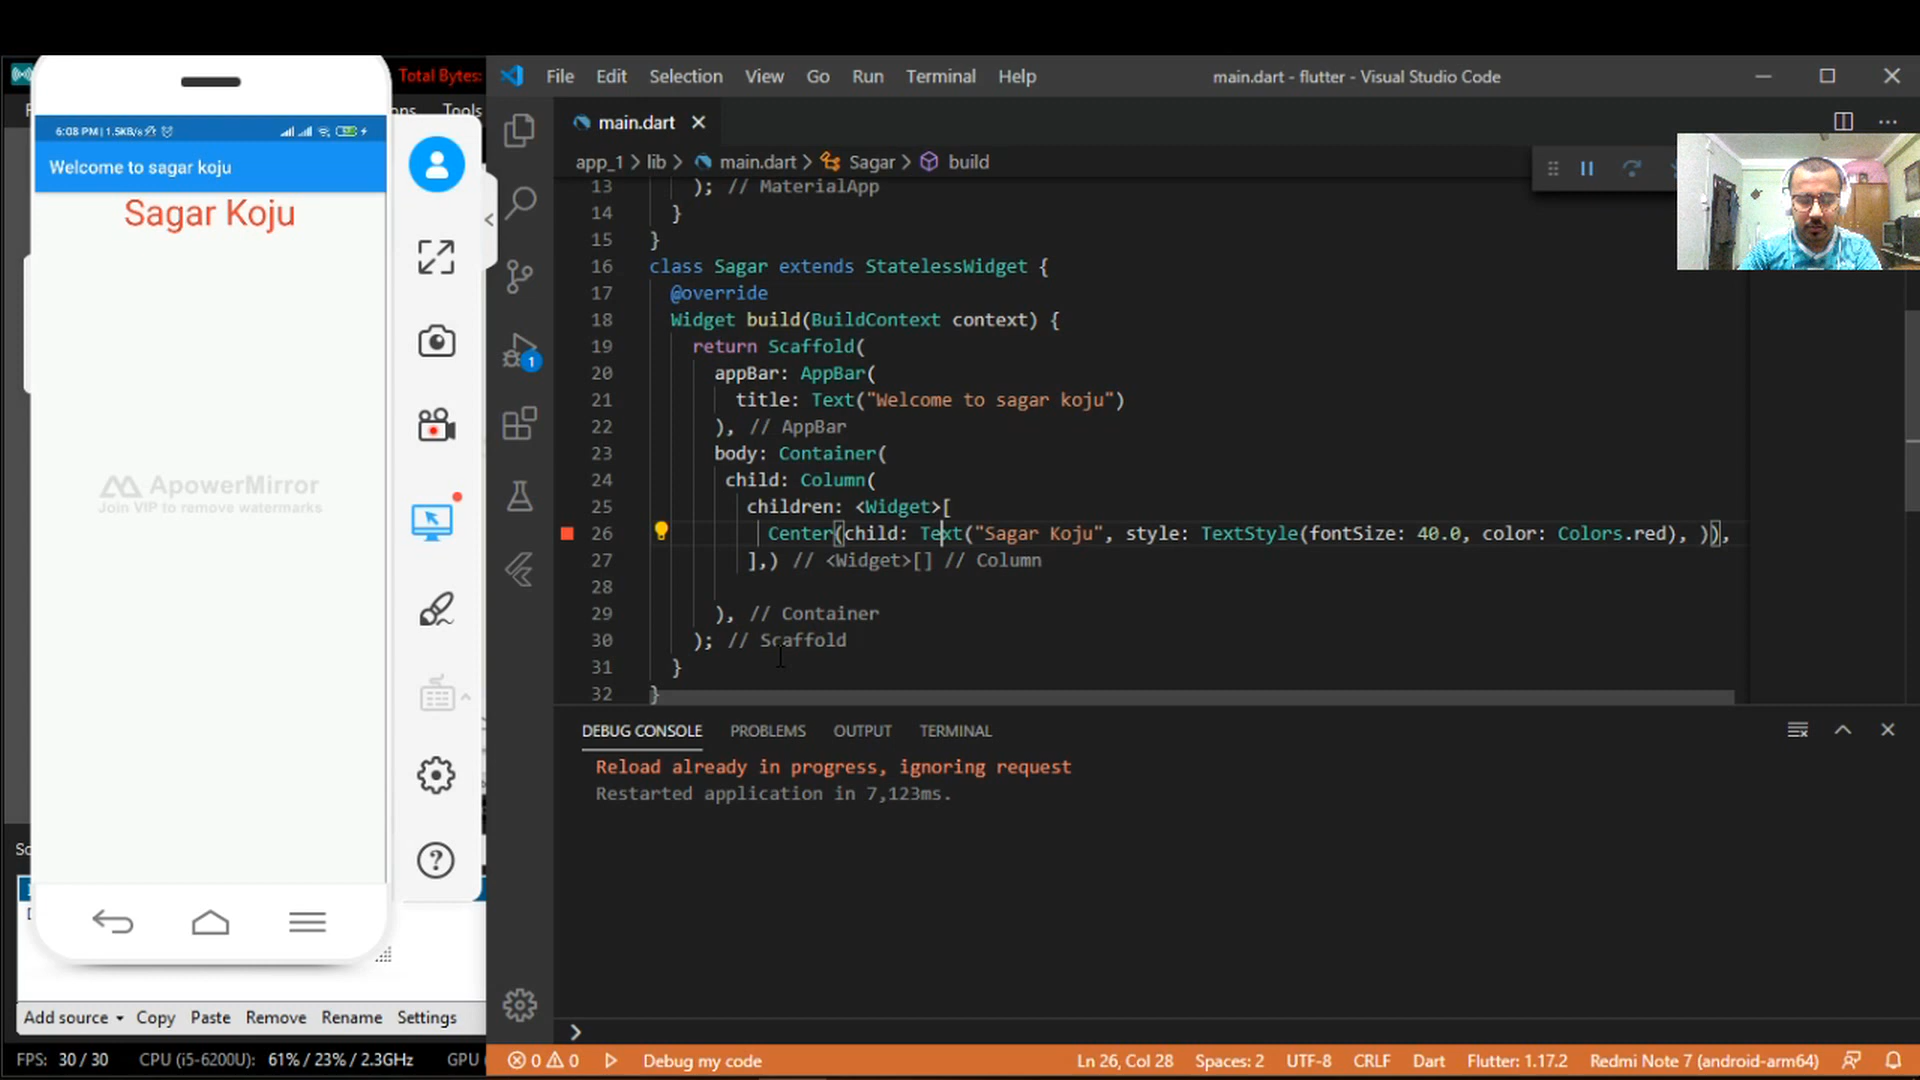 Total Bytes:
Tools
6:08 PM | 1.5KB/s
Welcome to sagar koju
Sagar Koju
ApowerMirror
Join VIP to remove watermarks
Add source Copy Paste Remove Rename Settings
FPS: 30 / 30 CPU (i5-6200U): 61% / 23% / 2.3GHz GPU
File Edit Selection View Go Run Terminal Help
main.dart - flutter - Visual Studio Code
main.dart
app_1 > lib > main.dart > Sagar > build
13 ); // MaterialApp
14 }
15 }
16 class Sagar extends StatelessWidget {
17 @override
18 Widget build(BuildContext context) {
19 return Scaffold(
20 appBar: AppBar(
21 title: Text("Welcome to sagar koju")
22 ), // AppBar
23 body: Container(
24 child: Column(
25 children: <Widget>[
26 Center(child: Text("Sagar Koju", style: TextStyle(fontSize: 40.0, color: Colors.red), )),
27 ],) // <Widget>[] // Column
28
29 ), // Container
30 ); // Scaffold
31 }
32 }
1
DEBUG CONSOLE PROBLEMS OUTPUT TERMINAL
Reload already in progress, ignoring request
Restarted application in 7,123ms.
0 0 Debug my code Ln 26, Col 28 Spaces: 2 UTF-8 CRLF Dart Flutter: 1.17.2 Redmi Note 7 (android-arm64)